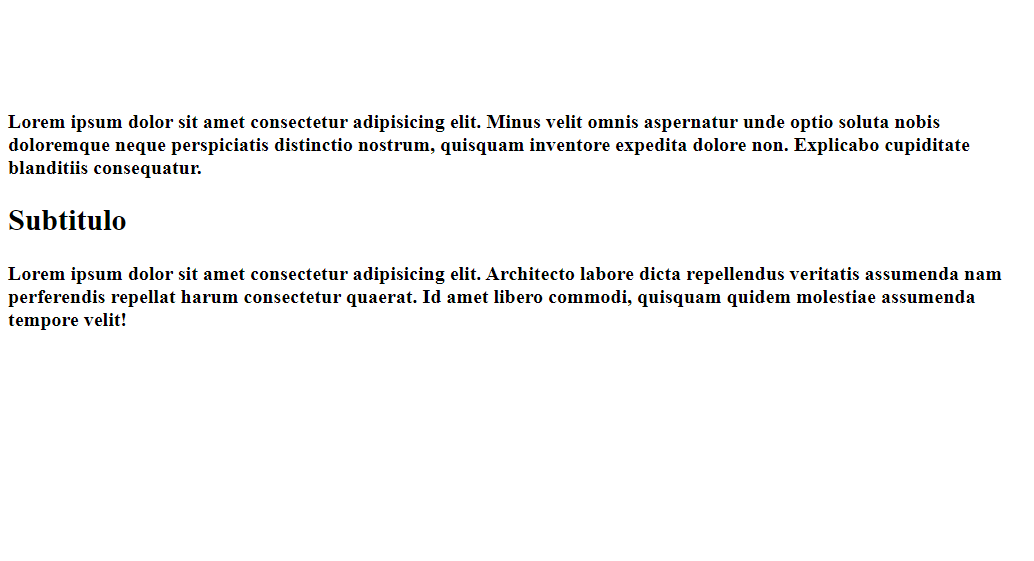 Lorem ipsum dolor sit amet consectetur adipisicing elit. Minus velit omnis aspernatur unde optio soluta nobis
doloremque neque perspiciatis distinctio nostrum, quisquam inventore expedita dolore non. Explicabo cupiditate
blanditiis consequatur.
Subtitulo
Lorem ipsum dolor sit amet consectetur adipisicing elit. Architecto labore dicta repellendus veritatis assumenda nam
perferendis repellat harum consectetur quaerat. Id amet libero commodi, quisquam quidem molestiae assumenda
tempore velit!